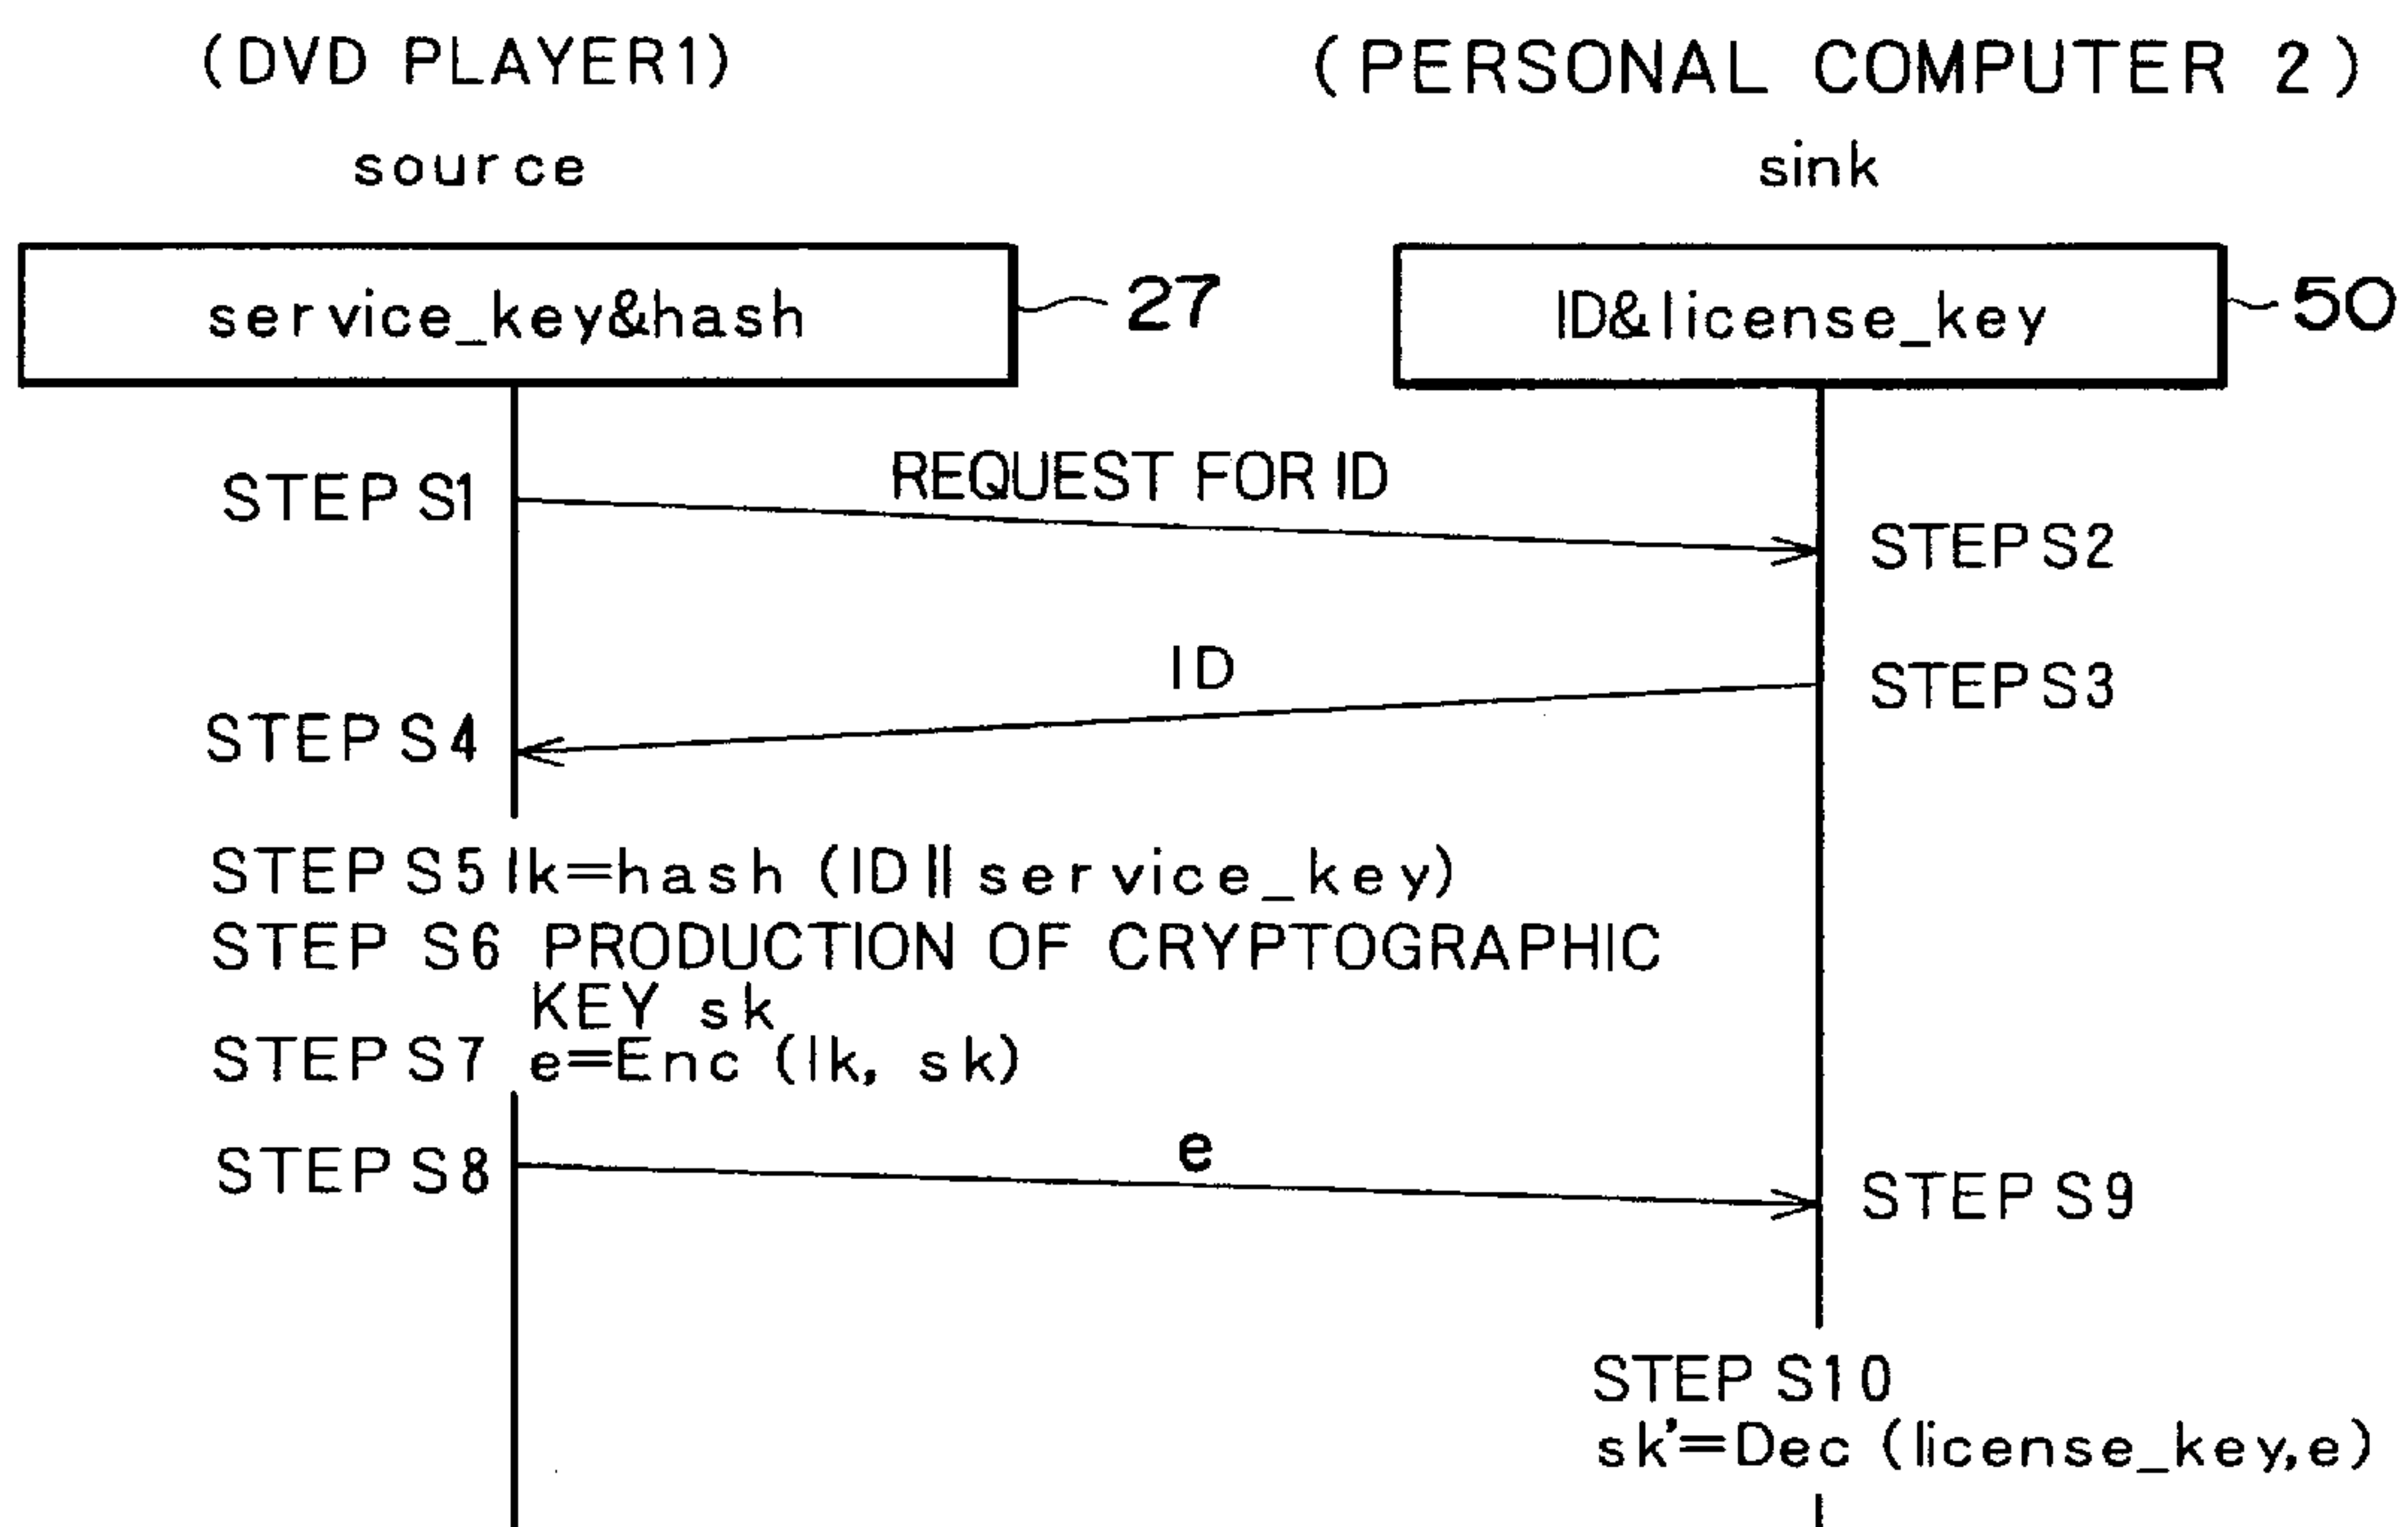 (DVD PLAYER1)
(PERSONAL COMPUTER 2)
source
sink
service_key&hash
27
ID&license_key
50
REQUEST FOR ID
STEP S1
STEP S2
ID
STEP S3
STEP S4
STEP S5 lk=hash (ID || service_key)
STEP S6 PRODUCTION OF CRYPTOGRAPHIC
KEY sk
STEP S7 e=Enc (lk, sk)
e
STEP S8
STEP S9
STEP S10
sk'=Dec (license_key,e)